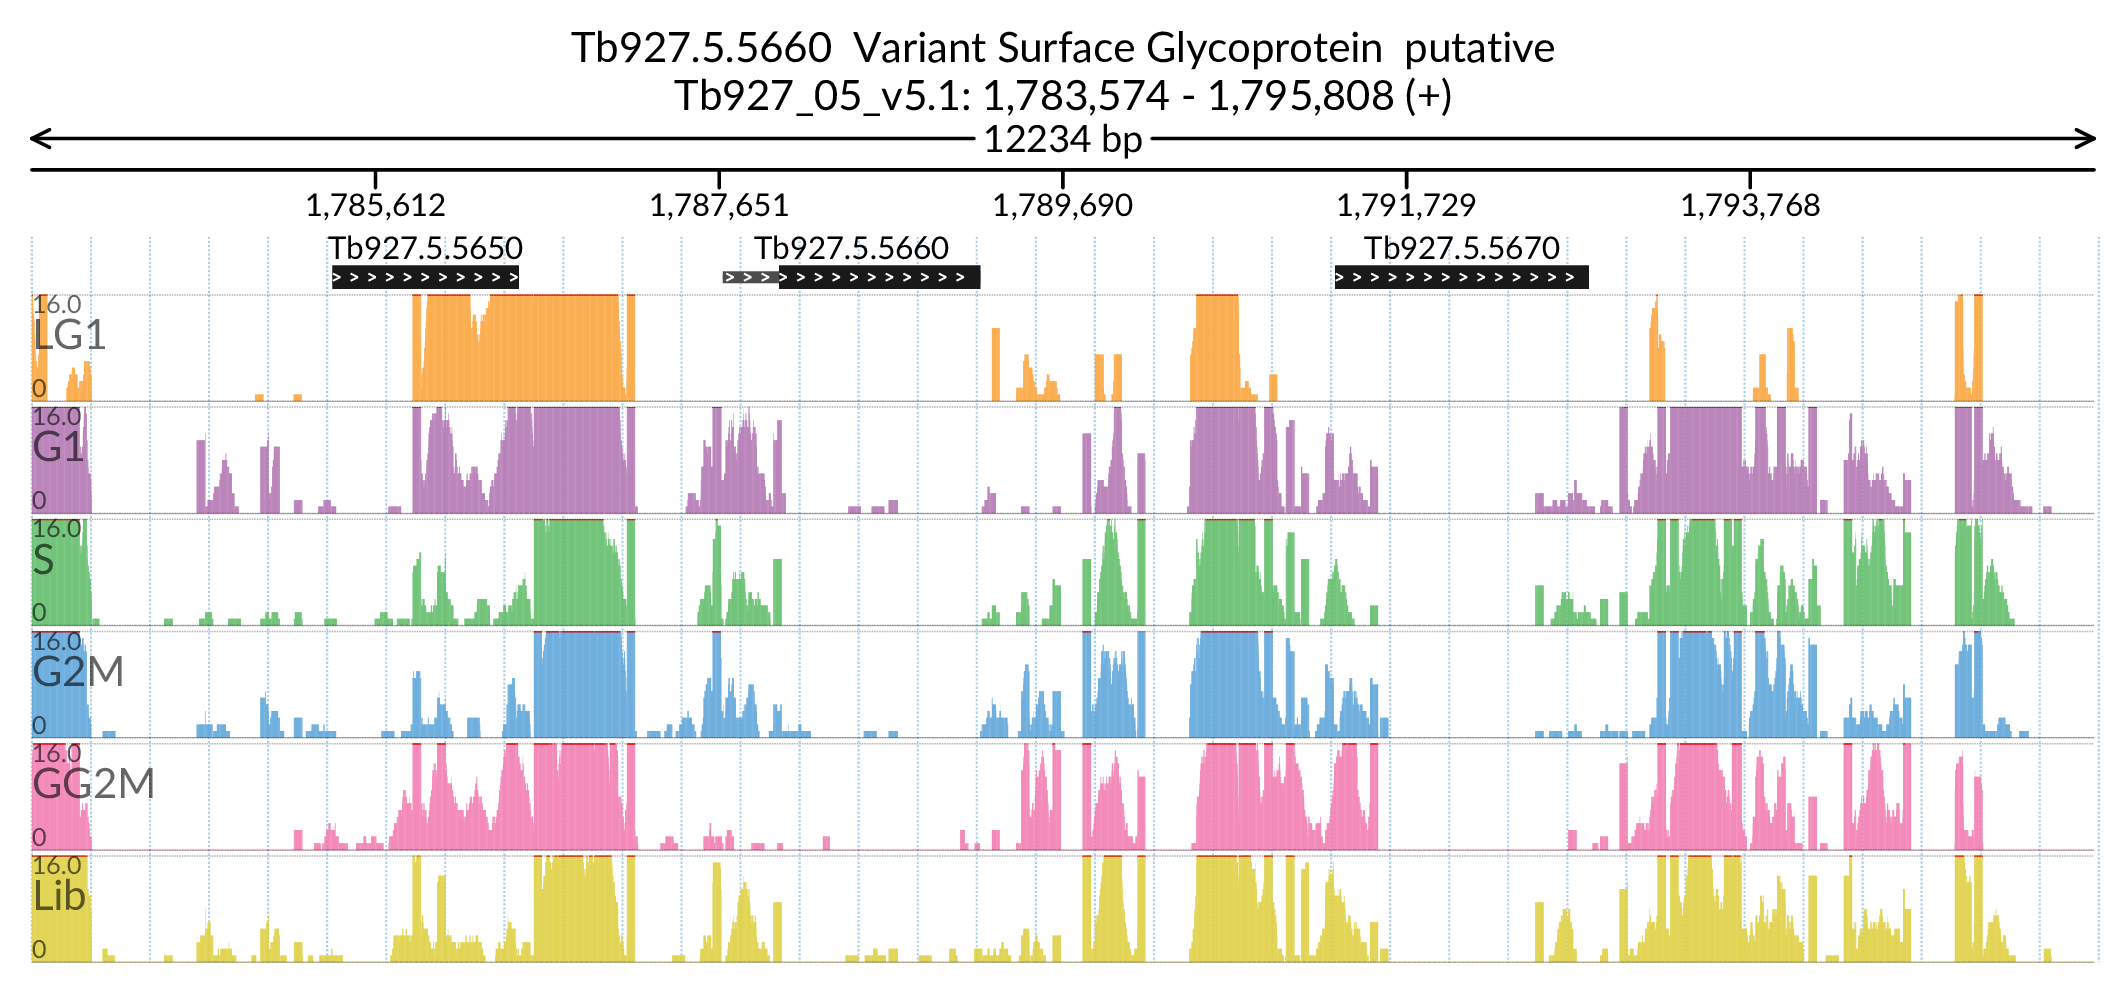 Tb927.5.5660 Variant Surface Glycoprotein putative
Tb927_05_v5.1: 1,783,574 - 1,795,808 (+)
12234 bp
1,785,612 1,787,651 1,789,690 1,791,729 1,793,768
Tb927.5.5650 Tb927.5.5660 Tb927.5.5670
16.0
LG1
0
16.0
G1
0
16.0
S
0
16.0
G2M
0
16.0
GG2M
0
16.0
Lib
0